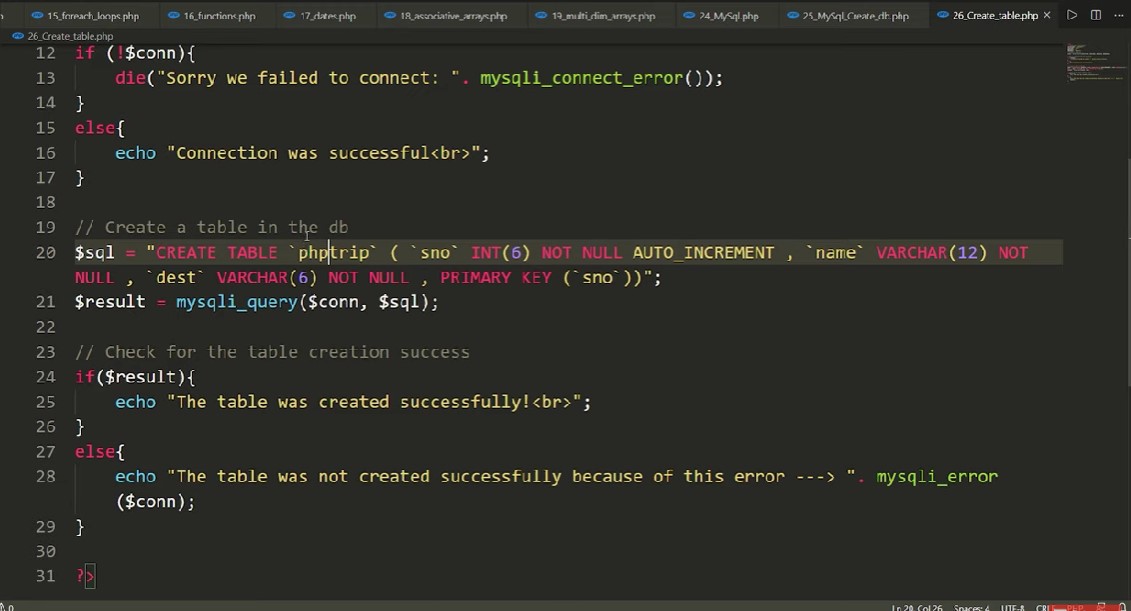 15_foreach_loops.php 16_functions.php 17_dates.php 18_associative_arrays.php 19_multi_dim_arrays.php 24_MySql.php 25_MySql_Create_db.php 26_Create_table.php
26_Create_table.php
12 if (!$conn){
13 die("Sorry we failed to connect: ". mysqli_connect_error());
14 }
15 else{
16 echo "Connection was successful<br>";
17 }
18
19 // Create a table in the db
20 $sql = "CREATE TABLE `phptrip` ( `sno` INT(6) NOT NULL AUTO_INCREMENT , `name` VARCHAR(12) NOT
NULL , `dest` VARCHAR(6) NOT NULL , PRIMARY KEY (`sno`))";
21 $result = mysqli_query($conn, $sql);
22
23 // Check for the table creation success
24 if($result){
25 echo "The table was created successfully!<br>";
26 }
27 else{
28 echo "The table was not created successfully because of this error ---> ". mysqli_error
($conn);
29 }
30
31 ?>
0 Ln 20, Col 26 Spaces: 4 UTF-8 PHP